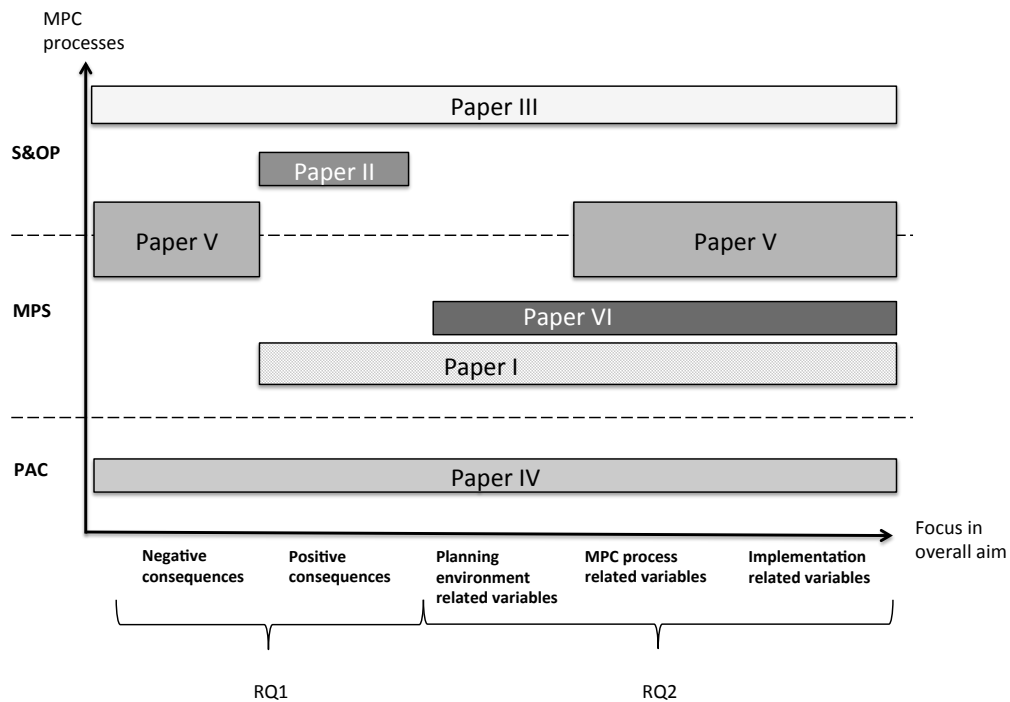 MPC
processes
Paper III
S&OP
Paper II
Paper V
Paper V
MPS
Paper VI
Paper I
PAC
Paper IV
Focus in
overall aim
Negative
consequences
Positive
consequences
Planning
environment
related variables
MPC process
related variables
Implementation
related variables
RQ1
RQ2